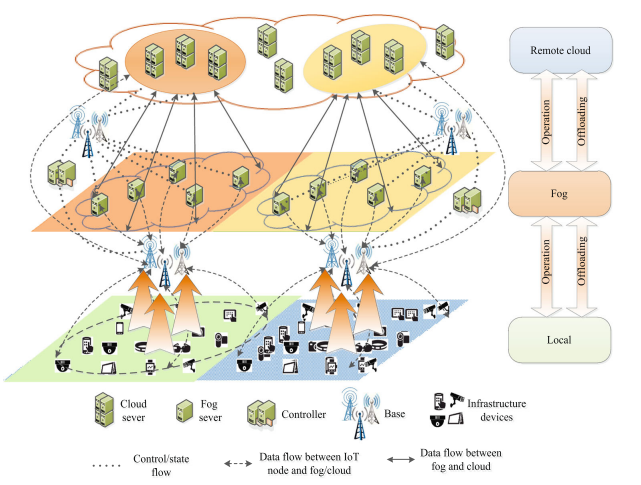 Remote cloud
Operation
Offloading
Fog
Operation
Offloading
Local
Cloud
sever
Fog
sever
Controller
Base
Infrastructure
devices
Control/state
flow
Data flow between IoT
node and fog/cloud
Data flow between
fog and cloud